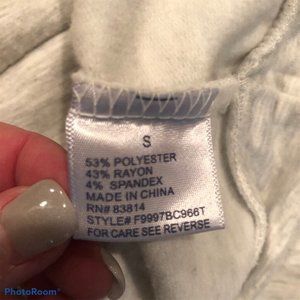 S
53% POLYESTER
43% RAYON
4% SPANDEX
MADE IN CHINA
RN# 83814
STYLE# F9997BC966T
FOR CARE SEE REVERSE
PhotoRoom